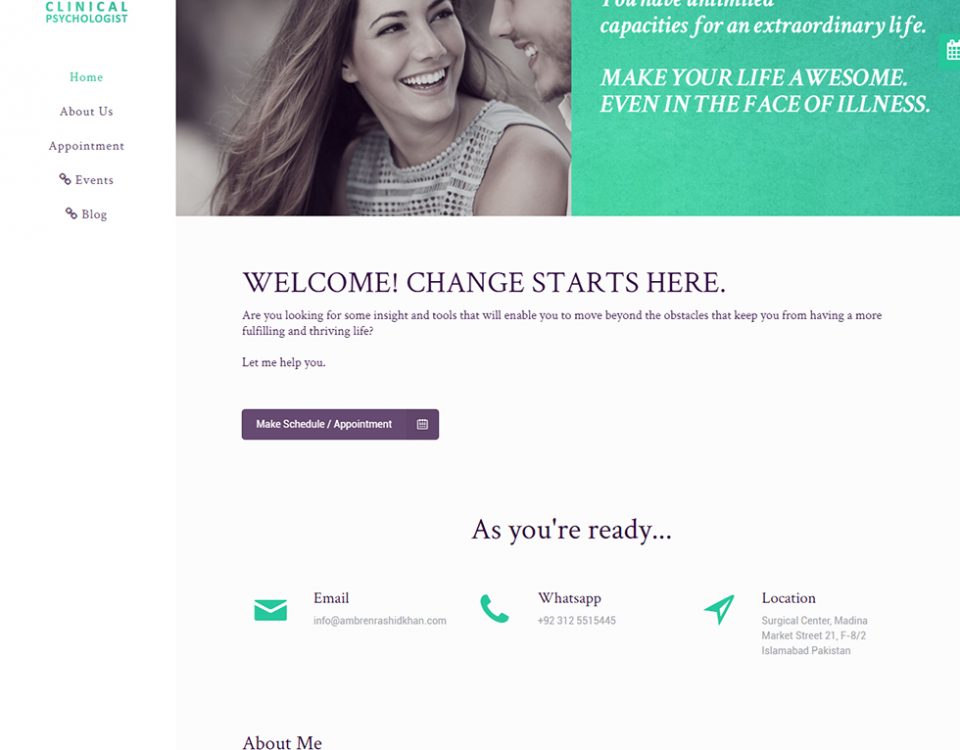 CLINICAL
PSYCHOLOGIST
Home
About Us
Appointment
Events
Blog
You have unlimited
capacities for an extraordinary life.
MAKE YOUR LIFE AWESOME.
EVEN IN THE FACE OF ILLNESS.
WELCOME! CHANGE STARTS HERE.
Are you looking for some insight and tools that will enable you to move beyond the obstacles that keep you from having a more
fulfilling and thriving life?
Let me help you.
Make Schedule / Appointment
As you're ready...
Email
info@ambrenrashidkhan.com
Whatsapp
+92 312 5515445
Location
Surgical Center, Madina
Market Street 21, F-8/2
Islamabad Pakistan
About Me